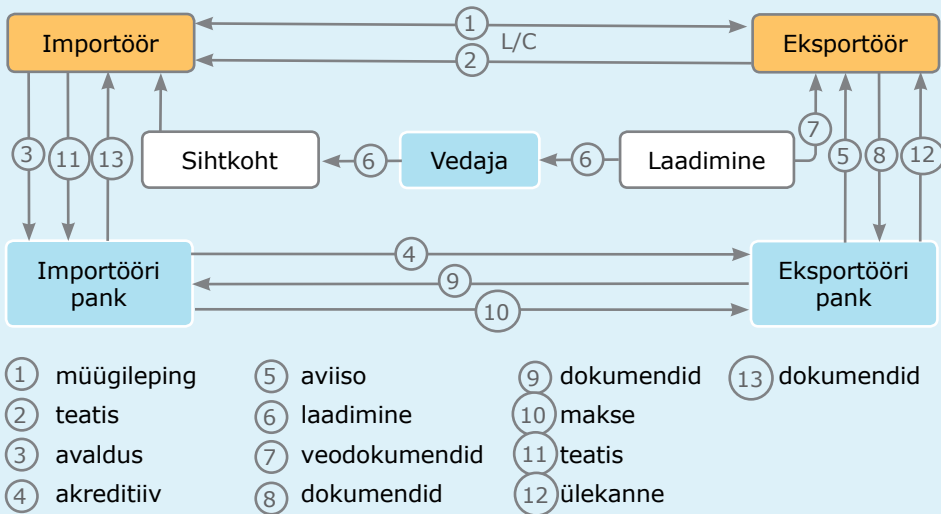 1
Importöör
L/C
Eksportöör
2
3
11
13
Sihtkoht
6
Vedaja
6
Laadimine
7
5
8
12
Importööri
pank
4
9
10
Eksportööri
pank
1 müügileping
2 teatis
3 avaldus
4 akreditiiv
5 aviiso
6 laadimine
7 veodokumendid
8 dokumendid
9 dokumendid
10 makse
11 teatis
12 ülekanne
13 dokumendid